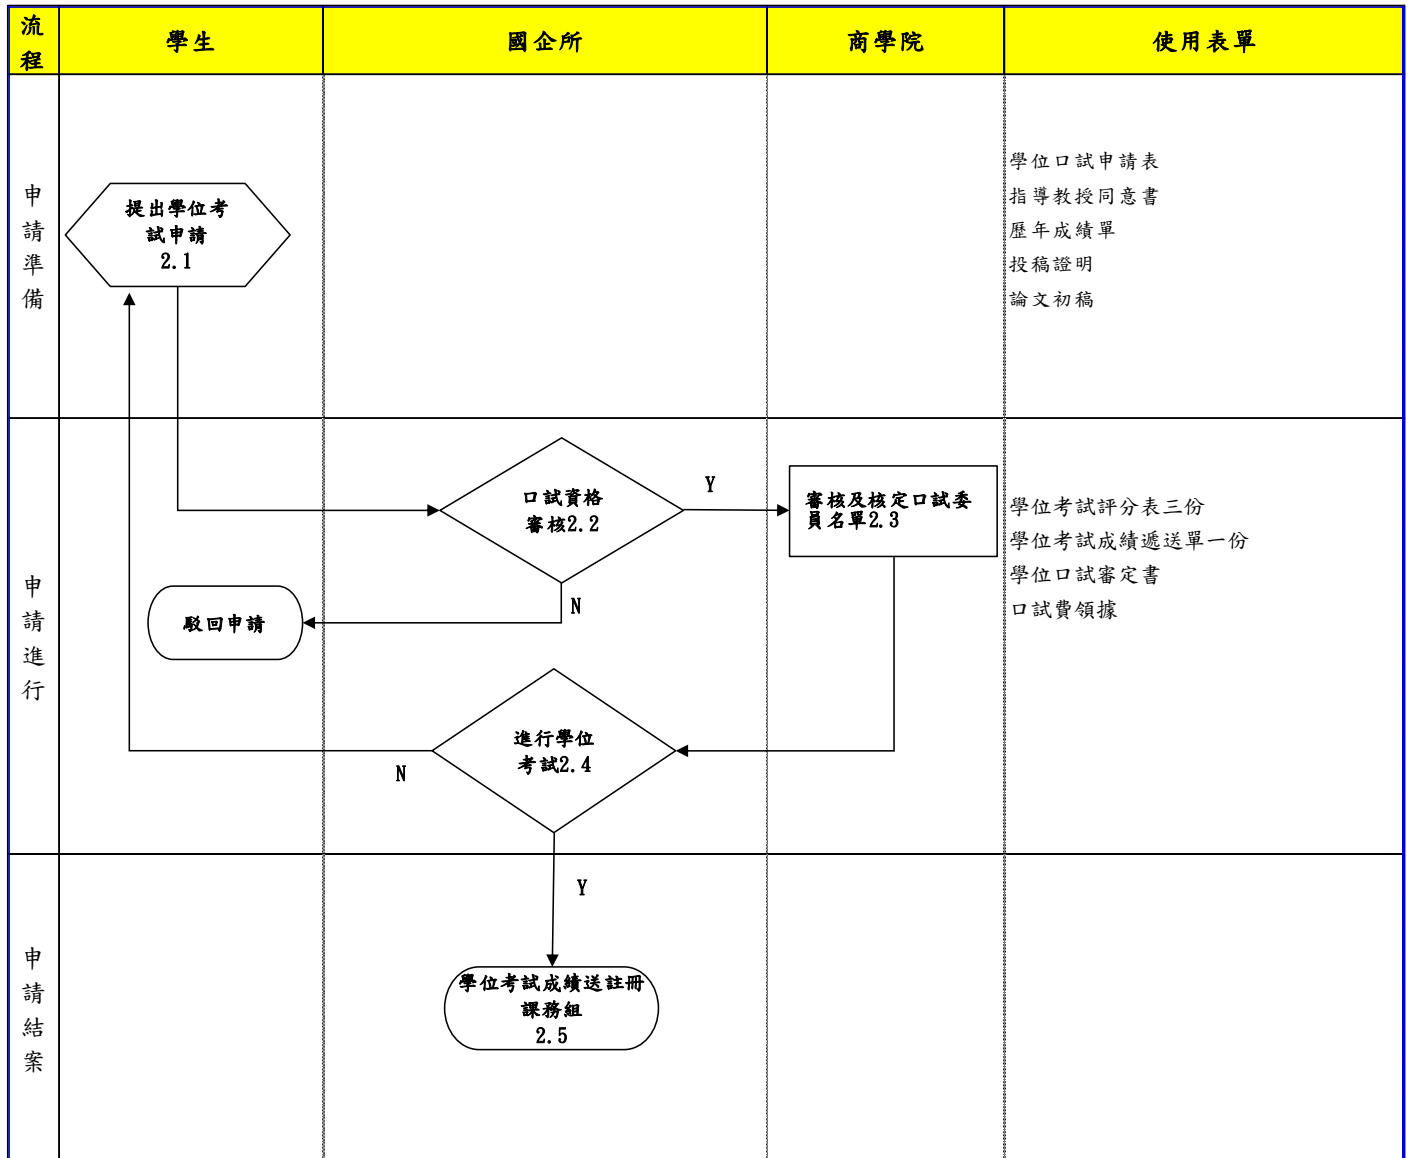 流程
學生
國企所
商學院
使用表單
申請準備
提出學位考
試申請
2.1
學位口試申請表
指導教授同意書
歷年成績單
投稿證明
論文初稿
申請進行
口試資格
審核2.2
Y
N
審核及核定口試委
員名單2.3
學位考試評分表三份
學位考試成績遞送單一份
學位口試審定書
口試費領據
駁回申請
進行學位
考試2.4
N
Y
申請結案
學位考試成績送註冊
課務組
2.5